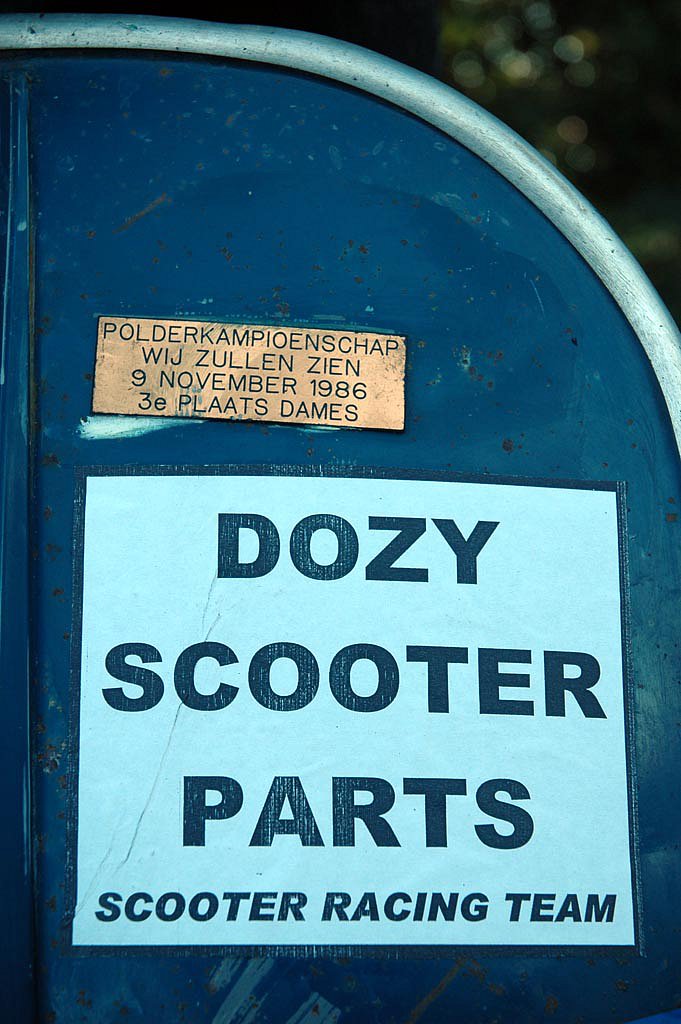 POLDERKAMPIOENSCHAP
WIJ ZULLEN ZIEN
9 NOVEMBER 1986
3e PLAATS DAMES
DOZY
SCOOTER
PARTS
SCOOTER RACING TEAM